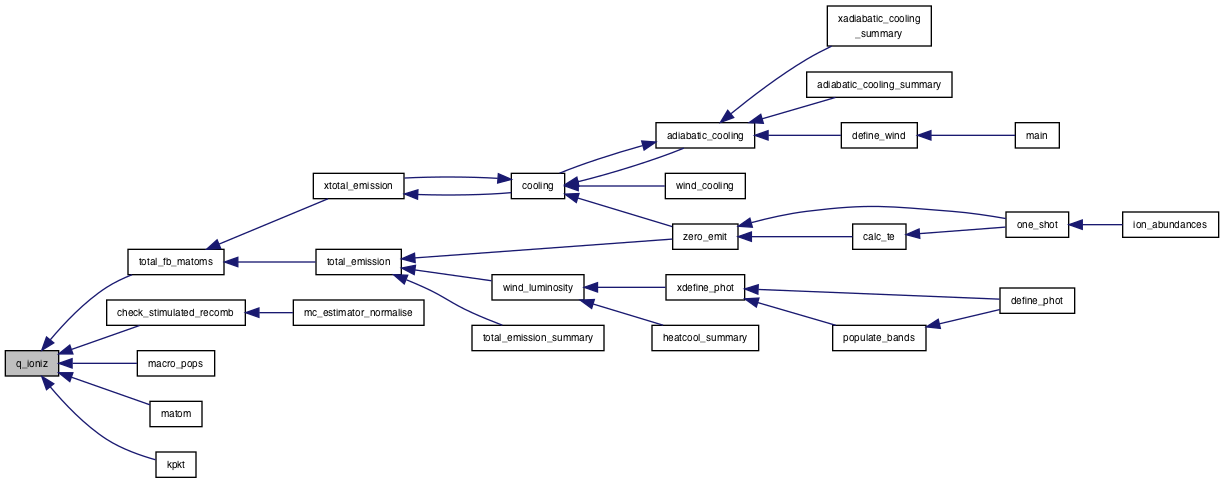 xadiabatic_cooling
_summary
adiabatic_cooling_summary
adiabatic_cooling
define_wind
main
xtotal_emission
cooling
wind_cooling
zero_emit
calc_te
one_shot
ion_abundances
total_fb_matoms
total_emission
wind_luminosity
xdefine_phot
define_phot
check_stimulated_recomb
mc_estimator_normalise
total_emission_summary
heatcool_summary
populate_bands
q_ioniz
macro_pops
matom
kpkt